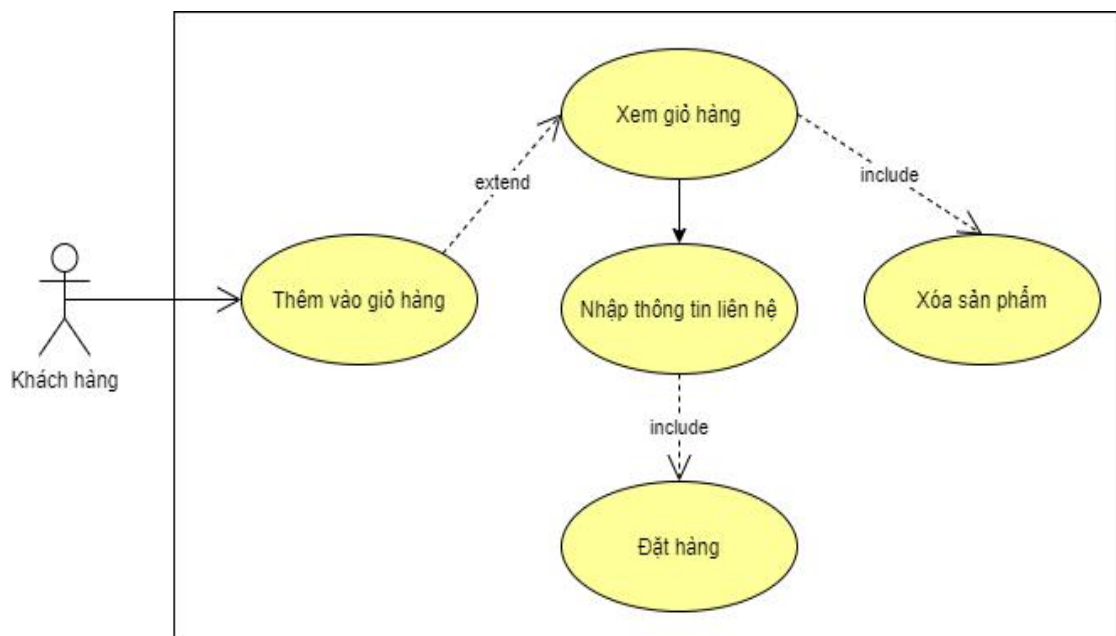 Xem giỏ hàng
extend
include
Thêm vào giỏ hàng
Nhập thông tin liên hệ
Xóa sản phẩm
Khách hàng
include
Đặt hàng